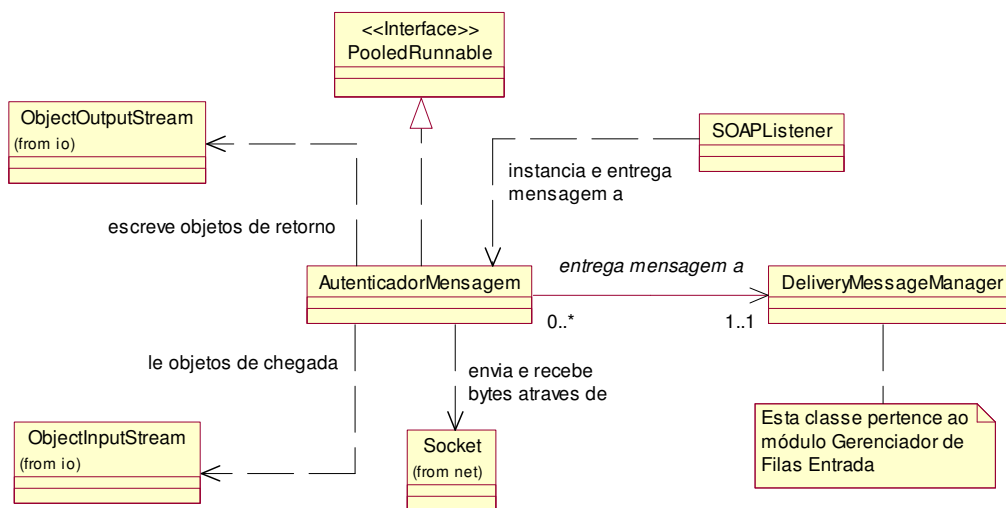 <<Interface>>
PooledRunnable
ObjectOutputStream
(from io)
SOAPListener
instancia e entrega
mensagem a
escreve objetos de retorno
AutenticadorMensagem
entrega mensagem a
DeliveryMessageManager
0..*
1..1
le objetos de chegada
envia e recebe
bytes atraves de
ObjectInputStream
(from io)
Socket
(from net)
Esta classe pertence ao
módulo Gerenciador de
Filas Entrada